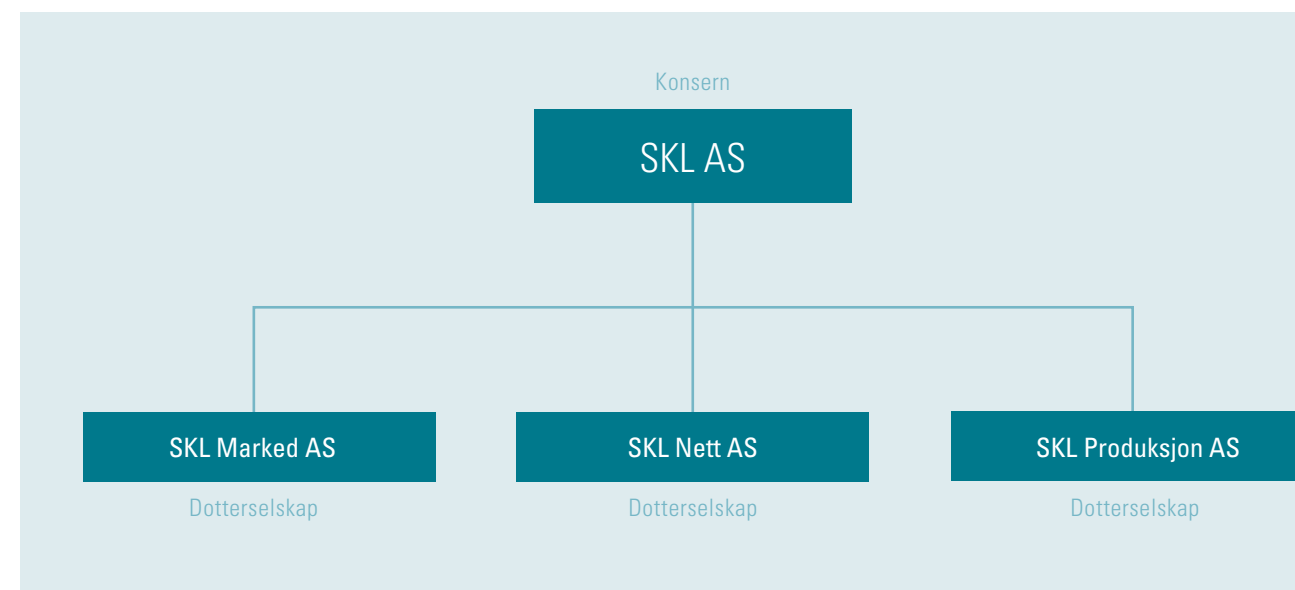 Konsern
SKL AS
SKL Marked AS
SKL Nett AS
SKL Produksjon AS
Dotterselskap
Dotterselskap
Dotterselskap